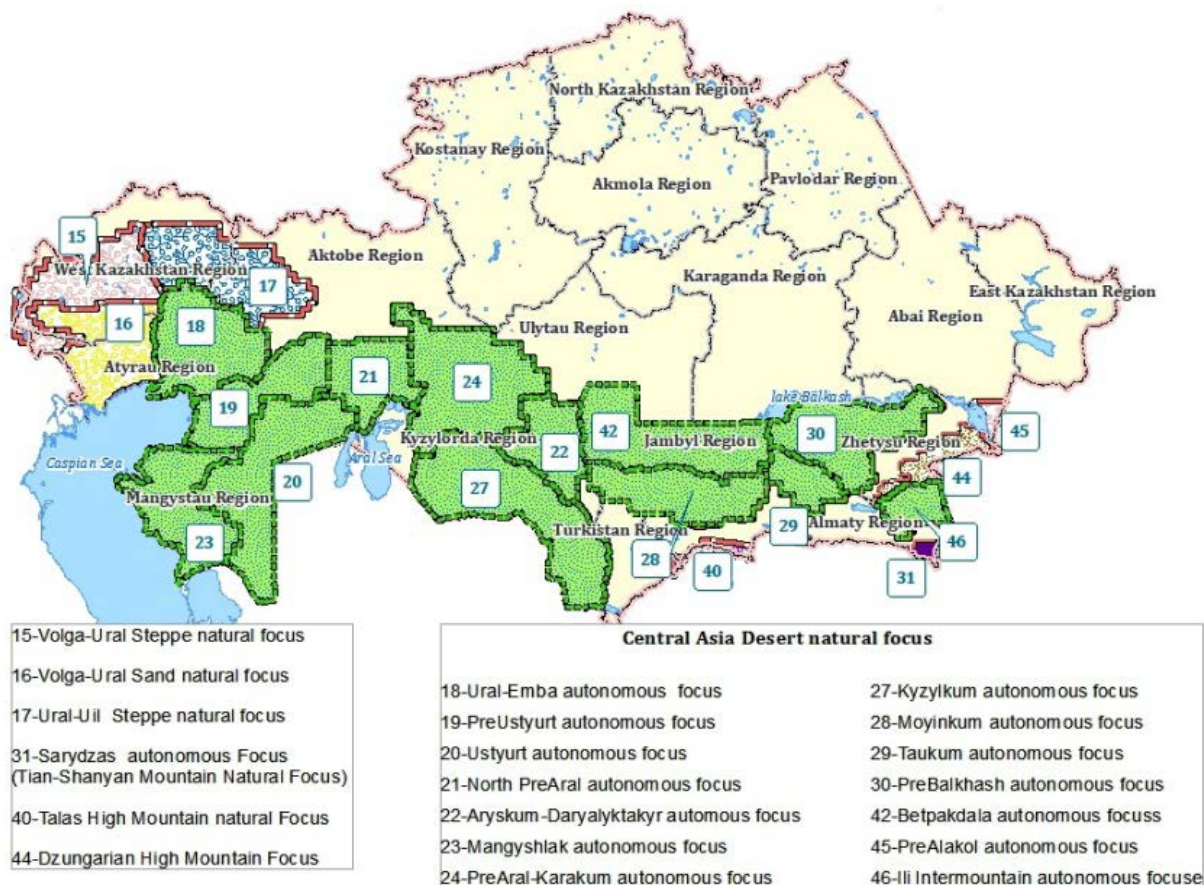 North Kazakhstan Region
Kostanay Region
Akmola Region
Pavlodar Region
15
West Kazakhstan Region
Aktobe Region
Karaganda Region
East Kazakhstan Region
17
16
18
Ulytau Region
Abai Region
Atyrau Region
21
24
lake Balkash
19
42
30
45
Kyzylorda Region
Jambyl Region
Zhetysu Region
22
Caspian Sea
Aral Sea
44
20
27
Mangystau Region
Turkistan Region
29
Almaty Region
23
28
40
46
31
15-Volga-Ural Steppe natural focus
16-Volga-Ural Sand natural focus
17-Ural-Uil Steppe natural focus
31-Sarydzas autonomous Focus
(Tian-Shanyan Mountain Natural Focus)
40-Talas High Mountain natural Focus
44-Dzungarian High Mountain Focus
Central Asia Desert natural focus
18-Ural-Emba autonomous focus
19-PreUstyurt autonomous focus
20-Ustyurt autonomous focus
21-North PreAral autonomous focus
22-Aryskum-Daryalyktakyr automous focus
23-Mangyshlak autonomous focus
24-PreAral-Karakum autonomous focus
27-Kyzylkum autonomous focus
28-Moyinkum autonomous focus
29-Taukum autonomous focus
30-PreBalkhash autonomous focus
42-Betpakdala autonomous focuss
45-PreAlakol autonomous focus
46-Ili Intermountain autonomous focuse